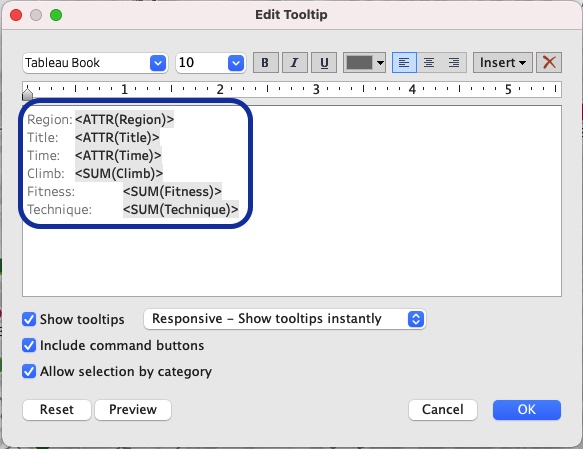 Edit Tooltip
Tableau Book 10 B I U Insert
1 2 3 4 5
Region: <ATTR(Region)>
Title: <ATTR(Title)>
Time: <ATTR(Time)>
Climb: <SUM(Climb)>
Fitness: <SUM(Fitness)>
Technique: <SUM(Technique)>
Show tooltips Responsive – Show tooltips instantly
Include command buttons
Allow selection by category
Reset Preview Cancel OK